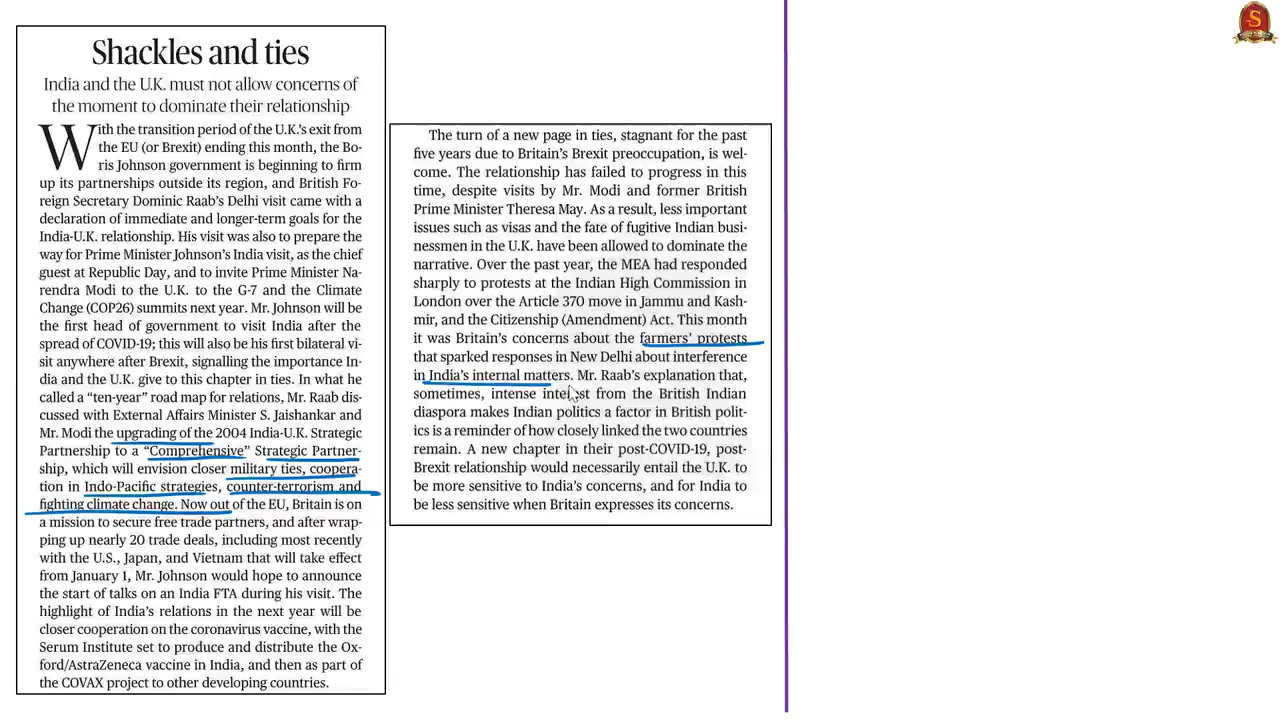 Shackles and ties
India and the U.K. must not allow concerns of
the moment to dominate their relationship
With the transition period of the U.K.'s exit from
the EU (or Brexit) ending this month, the Bo-
ris Johnson government is beginning to firm
up its partnerships outside its region, and British Fo-
reign Secretary Dominic Raab's Delhi visit came with a
declaration of immediate and longer-term goals for the
India-U.K. relationship. His visit was also to prepare the
way for Prime Minister Johnson's India visit, as the chief
guest at Republic Day, and to invite Prime Minister Na-
rendra Modi to the U.K. to the G-7 and the Climate
Change (COP26) summits next year. Mr. Johnson will be
the first head of government to visit India after the
spread of COVID-19; this will also be his first bilateral vi-
sit anywhere after Brexit, signalling the importance In-
dia and the U.K. give to this chapter in ties. In what he
called a “ten-year” road map for relations, Mr. Raab dis-
cussed with External Affairs Minister S. Jaishankar and
Mr. Modi the upgrading of the 2004 India-U.K. Strategic
Partnership to a “Comprehensive” Strategic Partner-
ship, which will envision closer military ties, coopera-
tion in Indo-Pacific strategies, counter-terrorism and
fighting climate change. Now out of the EU, Britain is on
a mission to secure free trade partners, and after wrap-
ping up nearly 20 trade deals, including most recently
with the U.S., Japan, and Vietnam that will take effect
from January 1, Mr. Johnson would hope to announce
the start of talks on an India FTA during his visit. The
highlight of India's relations in the next year will be
closer cooperation on the coronavirus vaccine, with the
Serum Institute set to produce and distribute the Ox-
ford/AstraZeneca vaccine in India, and then as part of
the COVAX project to other developing countries.
The turn of a new page in ties, stagnant for the past
five years due to Britain's Brexit preoccupation, is wel-
come. The relationship has failed to progress in this
time, despite visits by Mr. Modi and former British
Prime Minister Theresa May. As a result, less important
issues such as visas and the fate of fugitive Indian busi-
nessmen in the U.K. have been allowed to dominate the
narrative. Over the past year, the MEA had responded
sharply to protests at the Indian High Commission in
London over the Article 370 move in Jammu and Kash-
mir, and the Citizenship (Amendment) Act. This month
it was Britain's concerns about the farmers' protests
that sparked responses in New Delhi about interference
in India's internal matters. Mr. Raab's explanation that,
sometimes, intense interest from the British Indian
diaspora makes Indian politics a factor in British polit-
ics is a reminder of how closely linked the two countries
remain. A new chapter in their post-COVID-19, post-
Brexit relationship would necessarily entail the U.K. to
be more sensitive to India's concerns, and for India to
be less sensitive when Britain expresses its concerns.